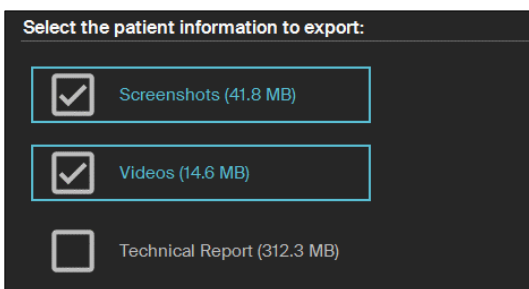 Select the patient information to export:
Screenshots (41.8 MB)
Videos (14.6 MB)
Technical Report (312.3 MB)